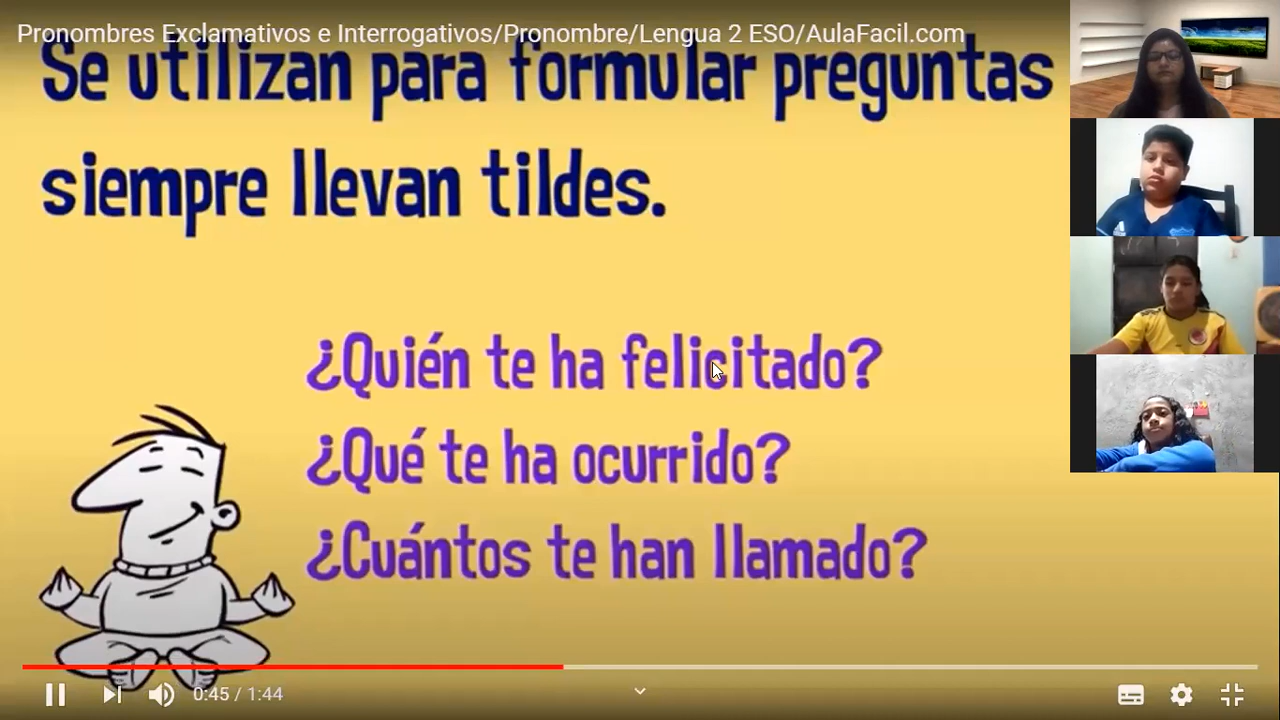 Pronombres Exclamativos e Interrogativos/Pronombre/Lengua 2 ESO/AulaFacil.com
Se utilizan para formular preguntas
siempre llevan tildes.
¿Quién te ha felicitado?
¿Qué te ha ocurrido?
¿Cuántos te han llamado?
0:45 / 1:44